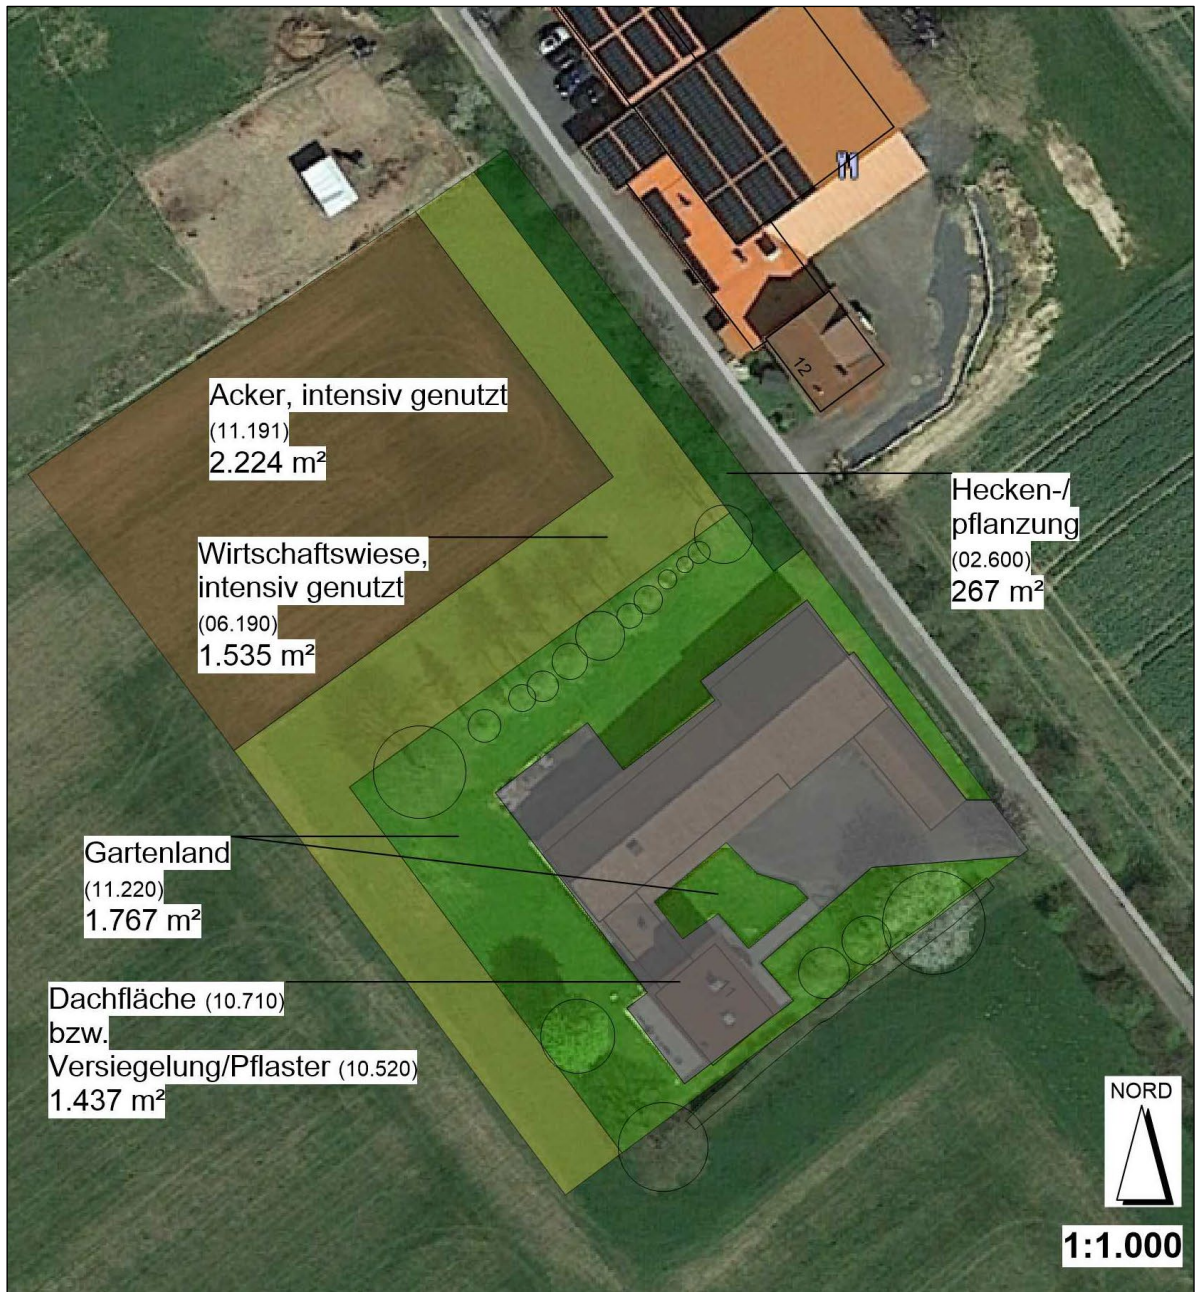 12
Acker, intensiv genutzt
(11.191)
2.224 m²
Hecken-/
pflanzung
(02.600)
267 m²
Wirtschaftswiese,
intensiv genutzt
(06.190)
1.535 m²
Gartenland
(11.220)
1.767 m²
Dachfläche (10.710)
bzw.
Versiegelung/Pflaster (10.520)
1.437 m²
NORD
1:1.000